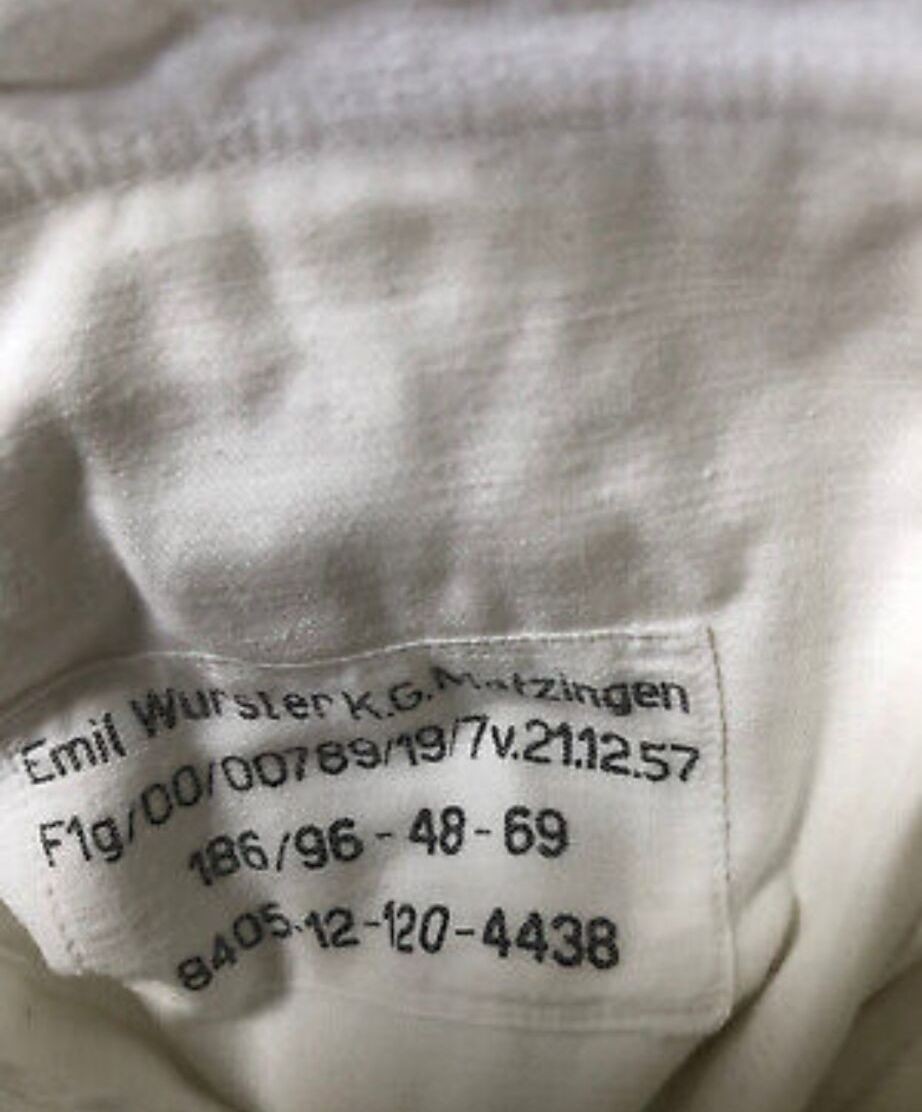 Emil Wurster K.G. Metzingen
F1g/00/00789/19/7v.21.12.57
186/96-48-69
8405-12-120-4438